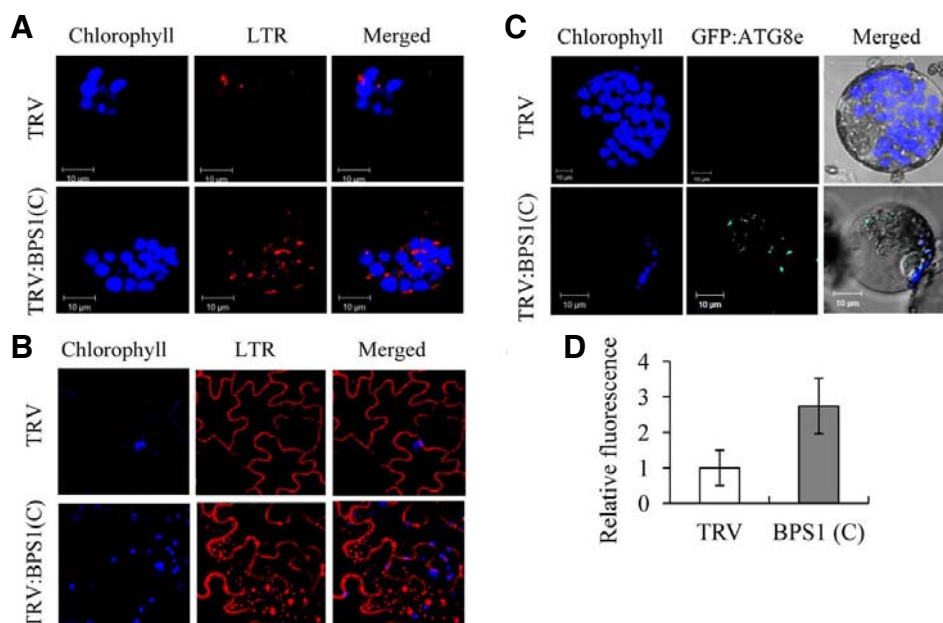 A
Chlorophyll LTR Merged
TRV
10 µm 10 µm 10 µm
TRV:BPS1(C)
10 µm 10 µm 10 µm
B
Chlorophyll LTR Merged
TRV
TRV:BPS1(C)
C
Chlorophyll GFP:ATG8e Merged
TRV
10 µm 10 µm 10 µm
TRV:BPS1(C)
10 µm 10 µm 10 µm
D
Relative fluorescence
4
3
2
1
0
TRV BPS1 (C)